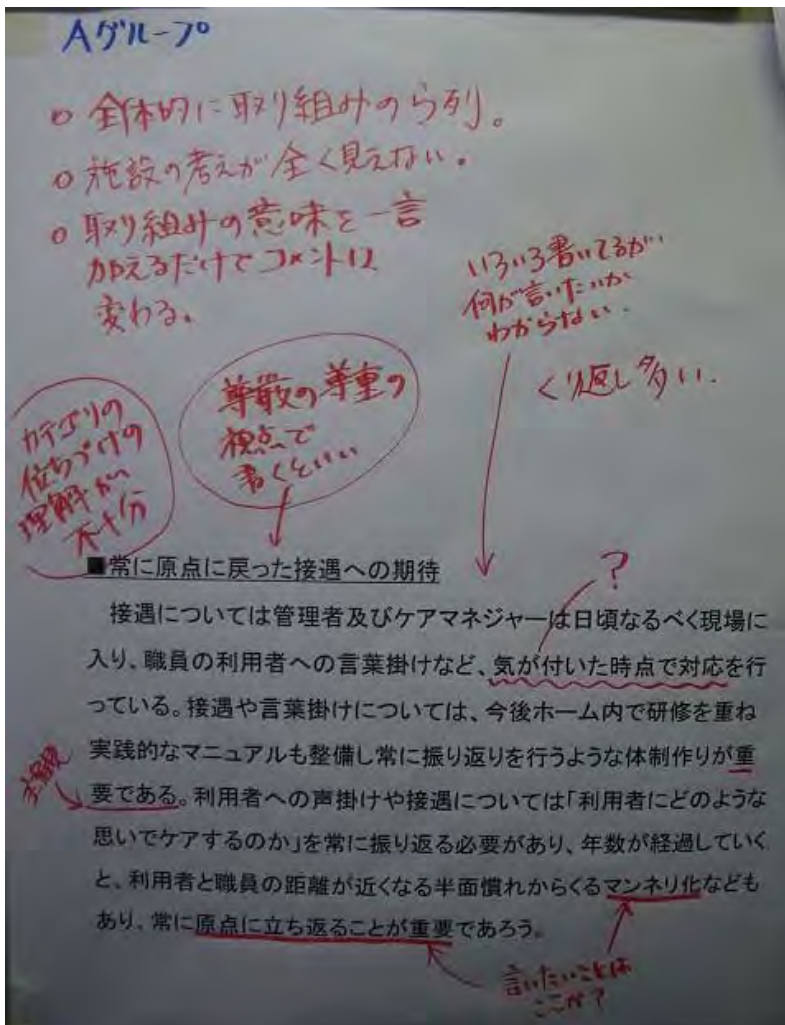 Aグループ
○ 全体的に取り組みのら列。
○ 施設の考えが全く見えない。
○ 取り組みの意味を一言
加えるだけでコメントは
変わる。
いろいろ書いてるが
何が言いたいか
わからない.
くり返し多い.
カテゴリの
位ちづけの
理解が
不十分
尊厳の尊重の
視点で
書くといい
■常に原点に戻った接遇への期待
?
接遇については管理者及びケアマネジャーは日頃なるべく現場に
入り、職員の利用者への言葉掛けなど、気が付いた時点で対応を行
っている。接遇や言葉掛けについては、今後ホーム内で研修を重ね
実践的なマニュアルも整備し常に振り返りを行うような体制作りが重
要である。利用者への声掛けや接遇については「利用者にどのような
思いでケアするのか」を常に振り返る必要があり、年数が経過していく
と、利用者と職員の距離が近くなる半面慣れからくるマンネリ化なども
あり、常に原点に立ち返ることが重要であろう。
言いたいことは
ここか?